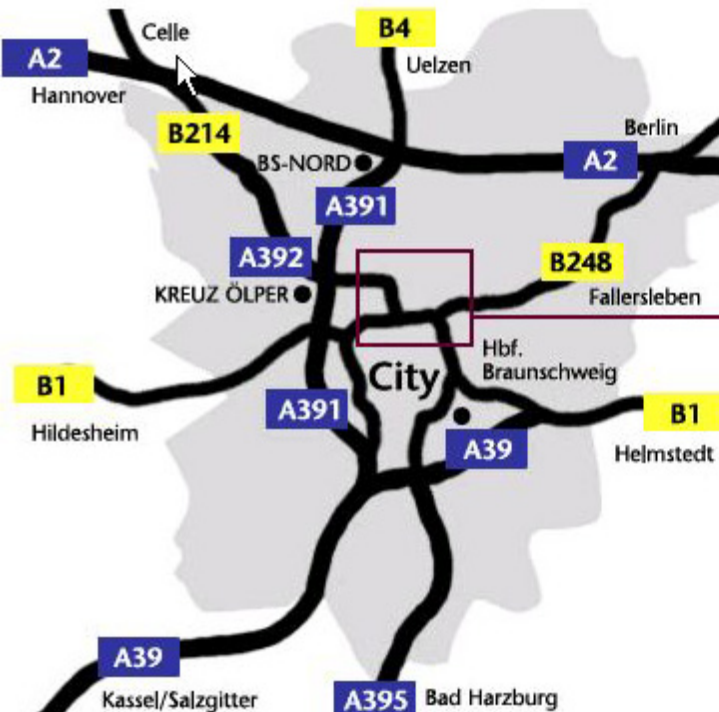 Celle
B4
A2
Uelzen
Hannover
B214
Berlin
BS-NORD
A2
A391
A392
B248
KREUZ ÖLPER
Fallersleben
Hbf.
Braunschweig
City
B1
A391
B1
Hildesheim
A39
Helmstedt
A39
Kassel/Salzgitter
A395 Bad Harzburg